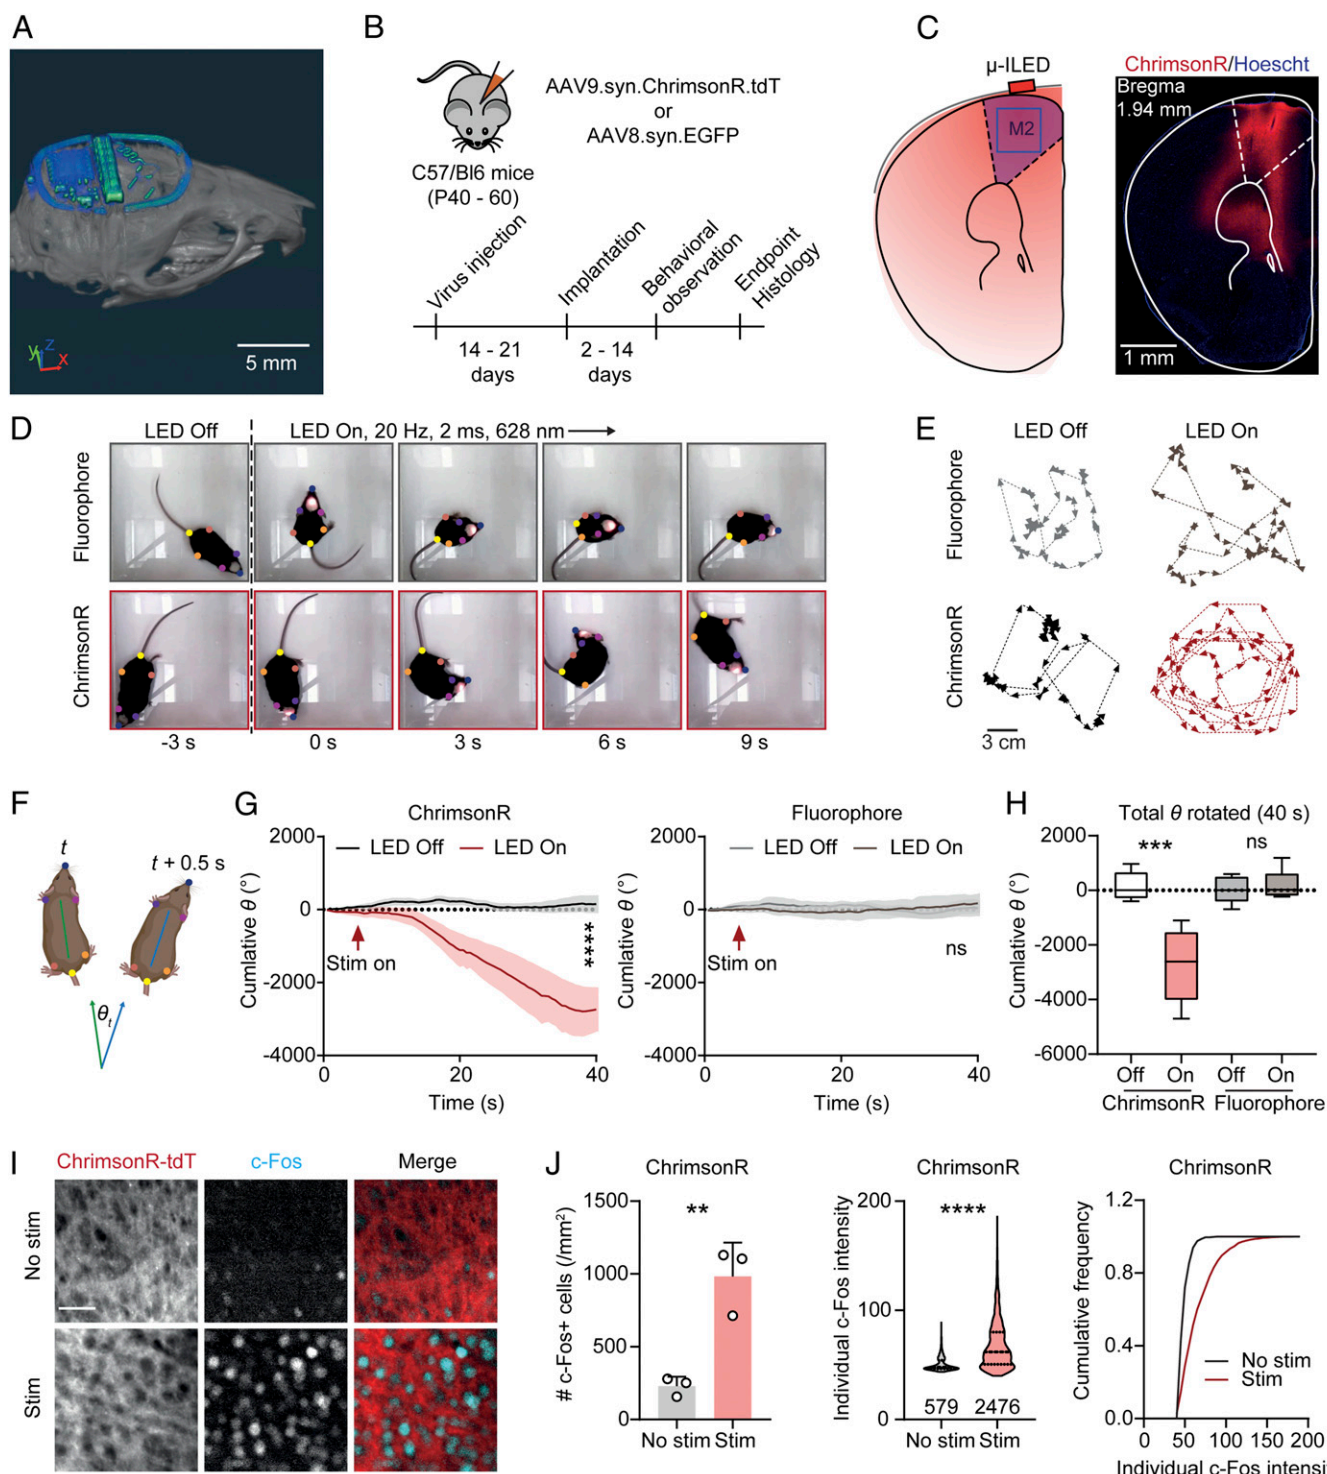 A
y z x
5 mm
B
AAV9.syn.ChrimsonR.tdT
or
AAV8.syn.EGFP
C57/Bl6 mice
(P40 - 60)
Virus injection
Implantation
Behavioral
observation
Endpoint
Histology
14 - 21
days
2 - 14
days
C
μ-ILED
M2
ChrimsonR/Hoescht
Bregma
1.94 mm
1 mm
D
LED Off
LED On, 20 Hz, 2 ms, 628 nm
Fluorophore
ChrimsonR
-3 s
0 s
3 s
6 s
9 s
E
LED Off
LED On
Fluorophore
ChrimsonR
3 cm
F
t
t + 0.5 s
θt
G
ChrimsonR
Cumlative θ (°)
2000
0
-2000
-4000
LED Off
LED On
Stim on
****
0
20
40
Time (s)
Fluorophore
Cumlative θ (°)
2000
0
-2000
-4000
LED Off
LED On
Stim on
ns
0
20
40
Time (s)
H
Total θ rotated (40 s)
Cumlative θ (°)
2000
0
-2000
-4000
-6000
***
ns
Off
On
Off
On
ChrimsonR
Fluorophore
I
ChrimsonR-tdT
c-Fos
Merge
No stim
Stim
J
ChrimsonR
# c-Fos+ cells (/mm²)
1500
1000
500
0
**
No stim
Stim
ChrimsonR
Individual c-Fos intensity
200
100
0
****
579
2476
No stim
Stim
ChrimsonR
Cumulative frequency
1.2
0.8
0.4
0.0
No stim
Stim
0
50
100
150
200
Individual c-Fos intensi